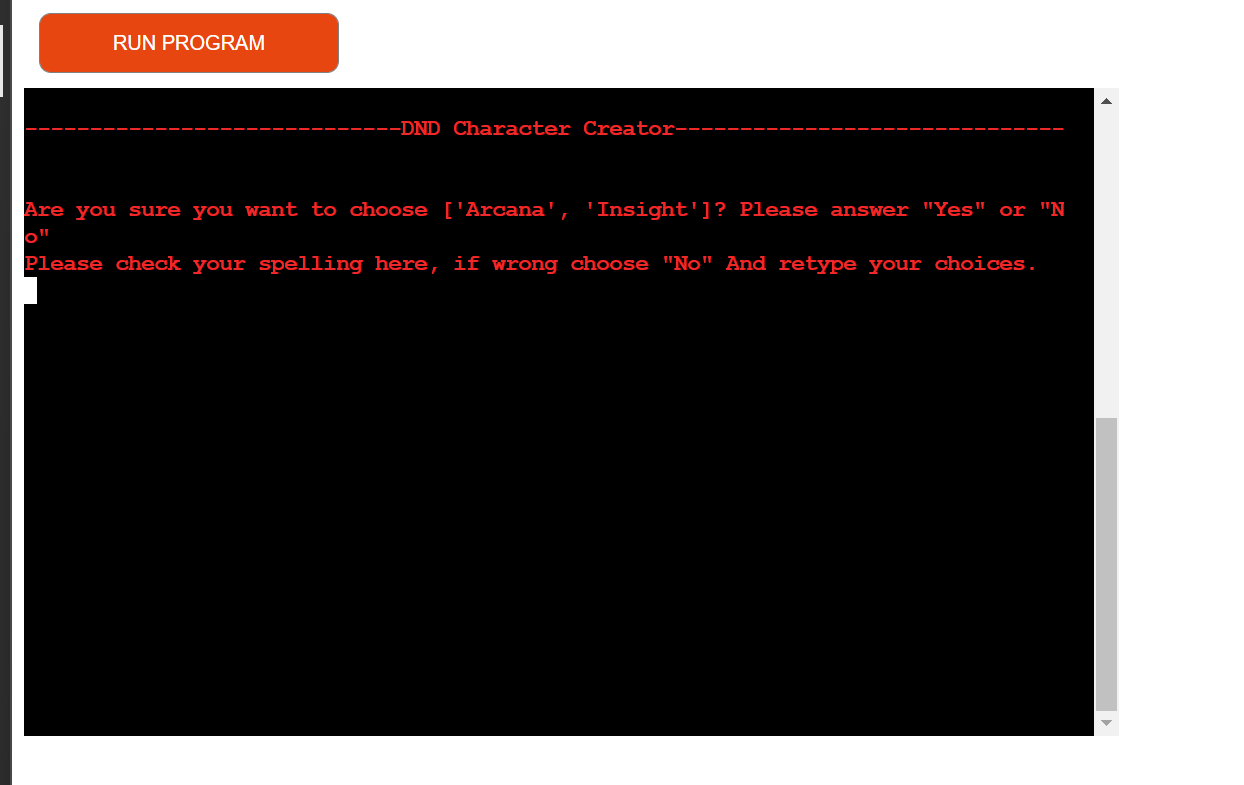 RUN PROGRAM
-----------------------------DND Character Creator------------------------------
Are you sure you want to choose ['Arcana', 'Insight']? Please answer "Yes" or "N
o"
Please check your spelling here, if wrong choose "No" And retype your choices.